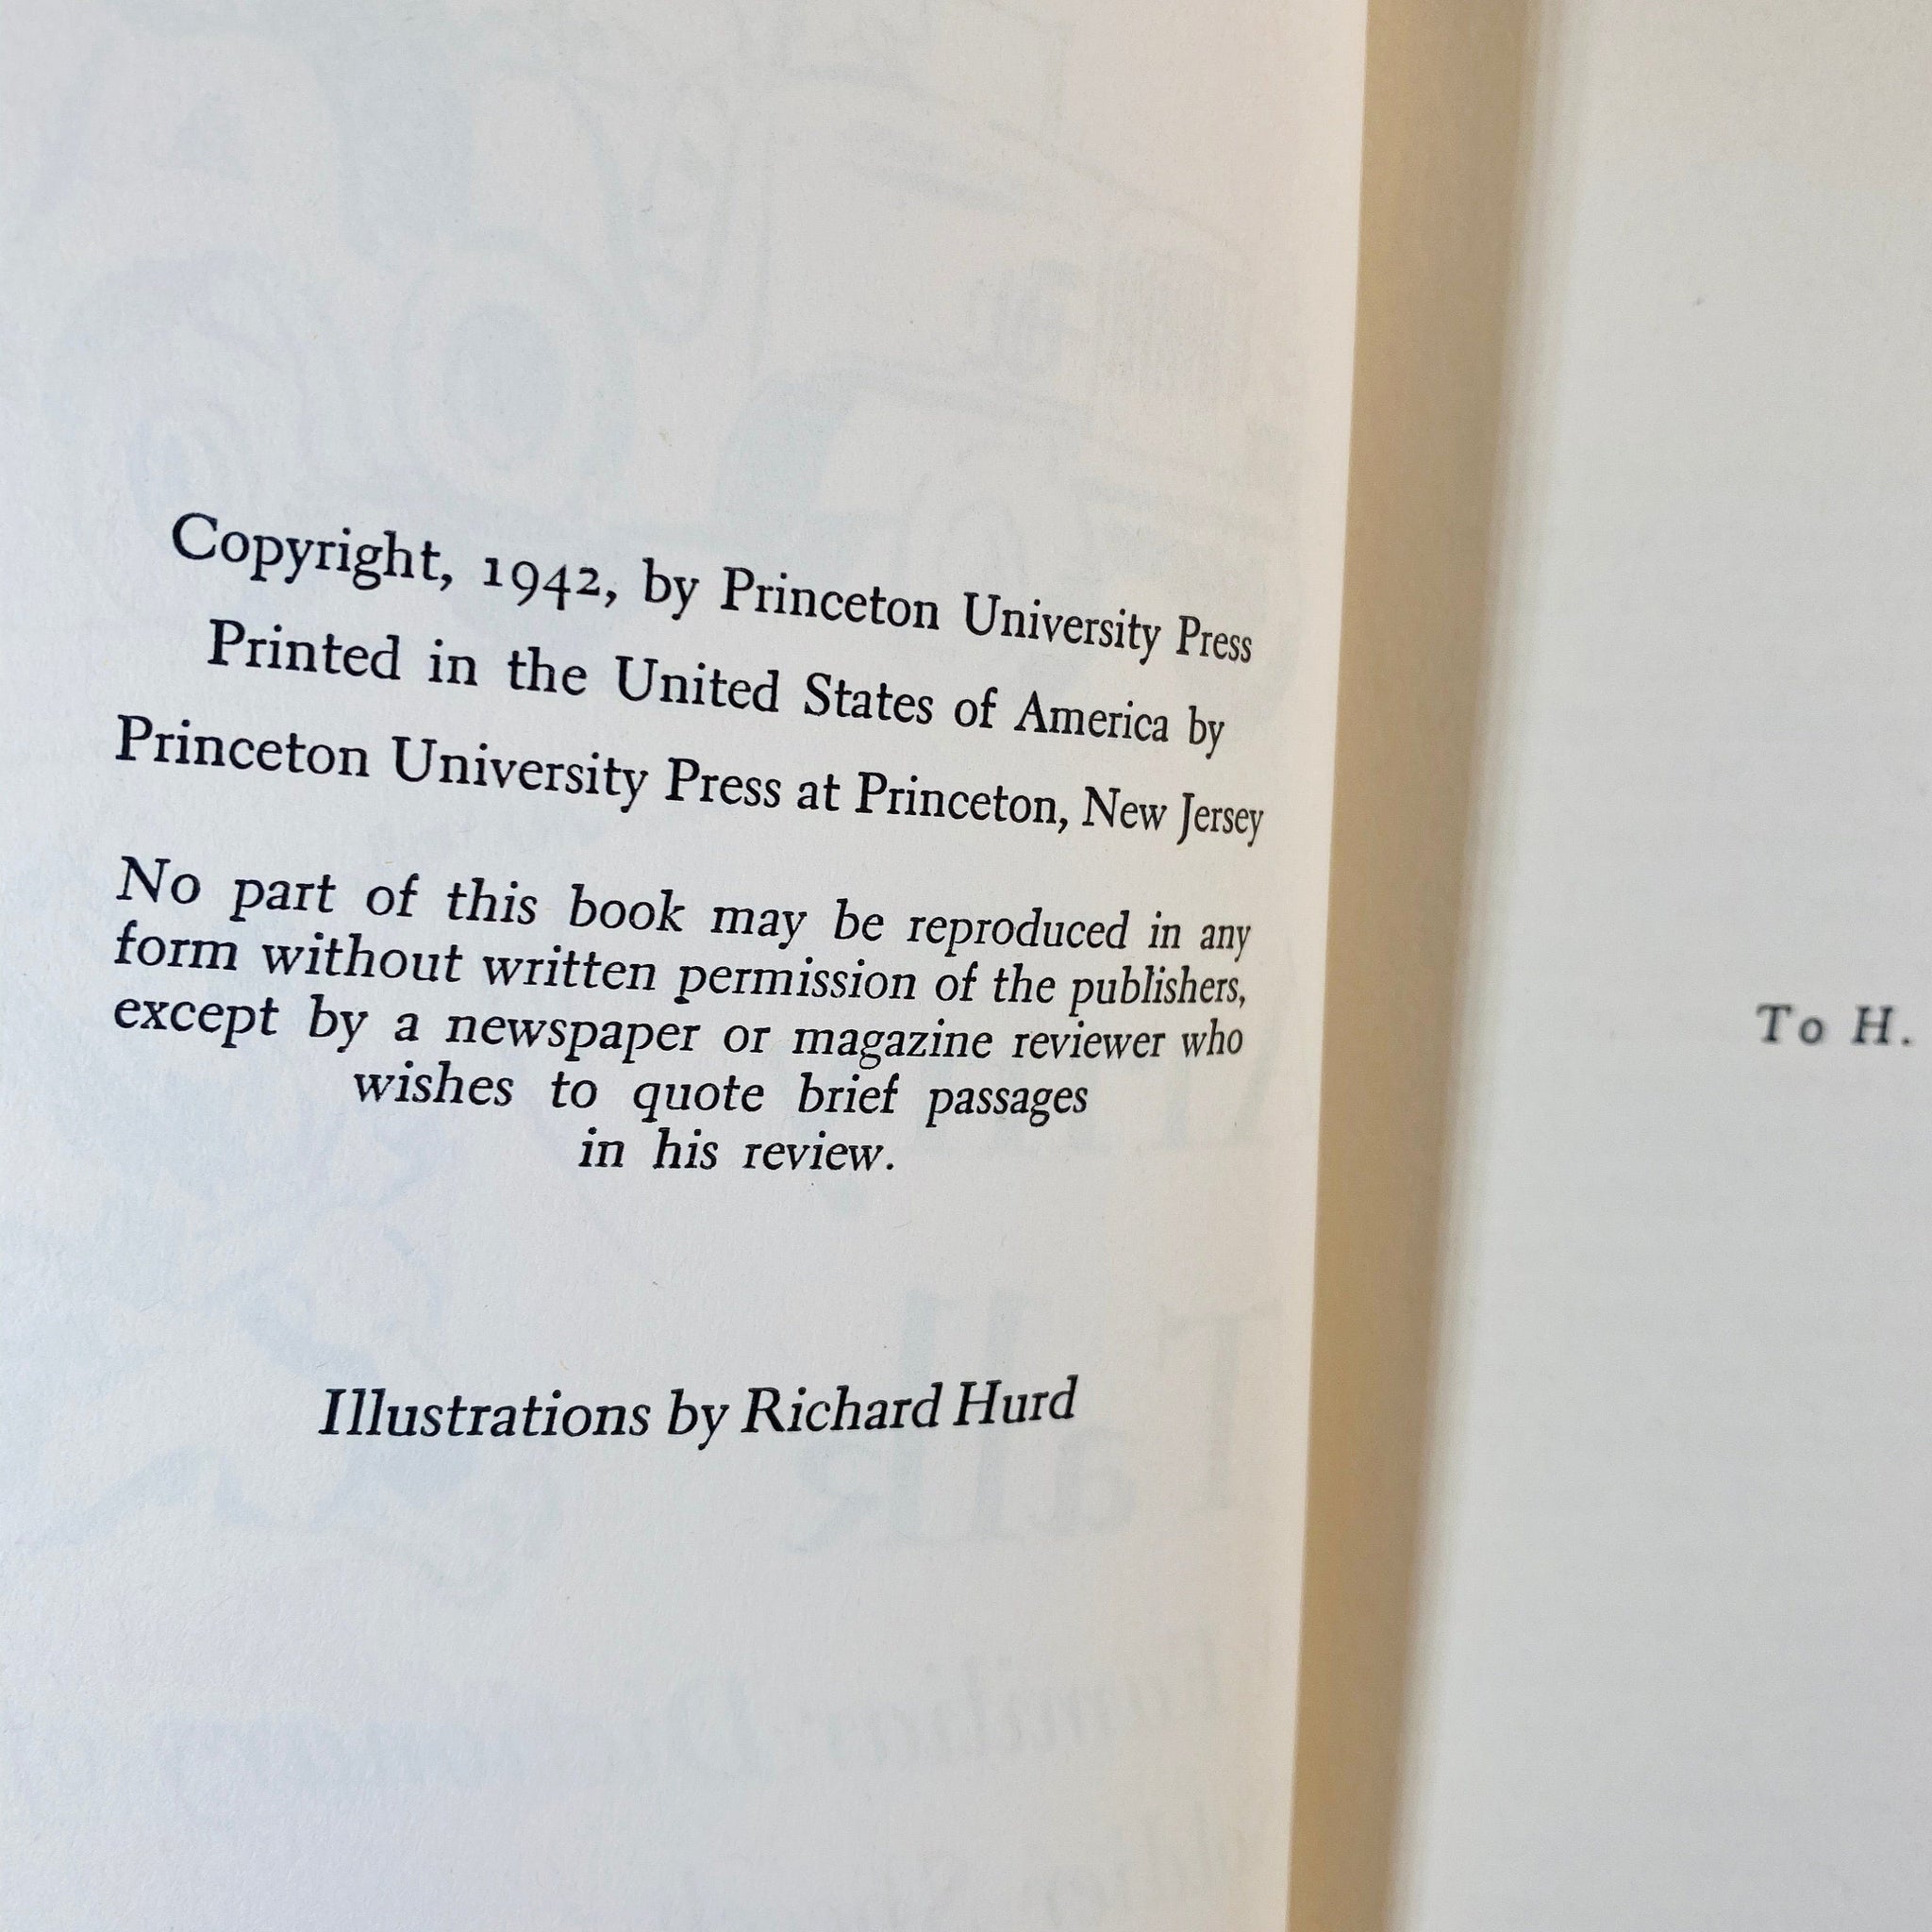 Copyright, 1942, by Princeton University Press
Printed in the United States of America by
Princeton University Press at Princeton, New Jersey
No part of this book may be reproduced in any
form without written permission of the publishers,
except by a newspaper or magazine reviewer who
wishes to quote brief passages
in his review.
Illustrations by Richard Hurd
To H.